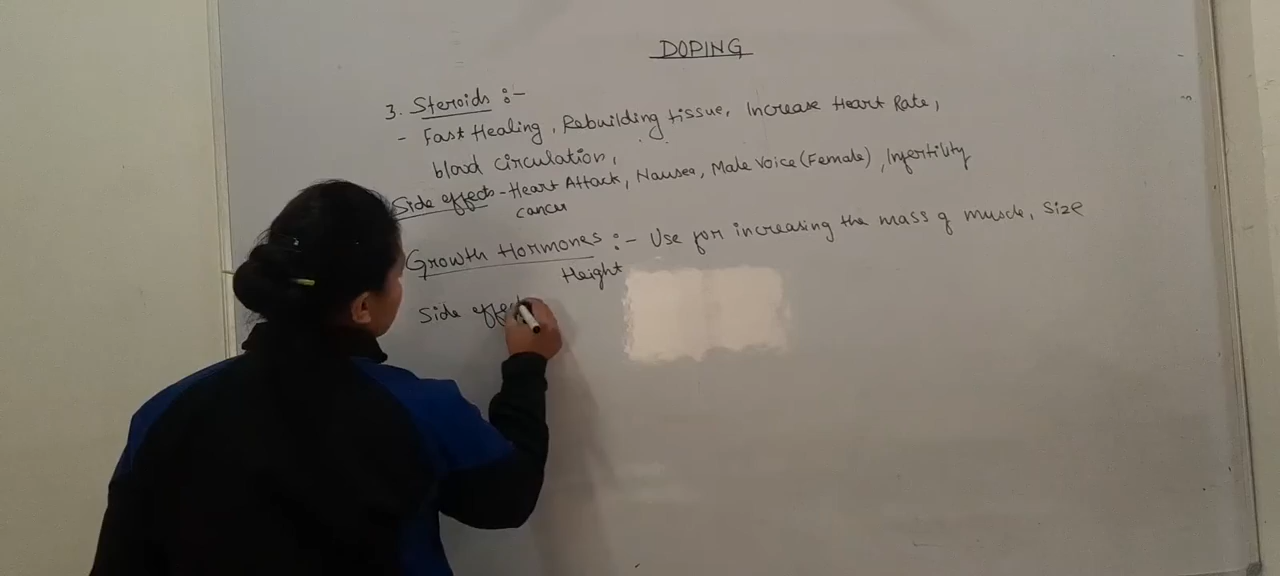 DOPING
3. Steroids :-
- Fast Healing, Rebuilding tissue, Increase Heart Rate,
blood circulation,
Side effects - Heart Attack, Nausea, Male Voice (Female), Infertility
cancer
Growth Hormones :- Use for increasing the mass of muscle, size
Height
Side effect